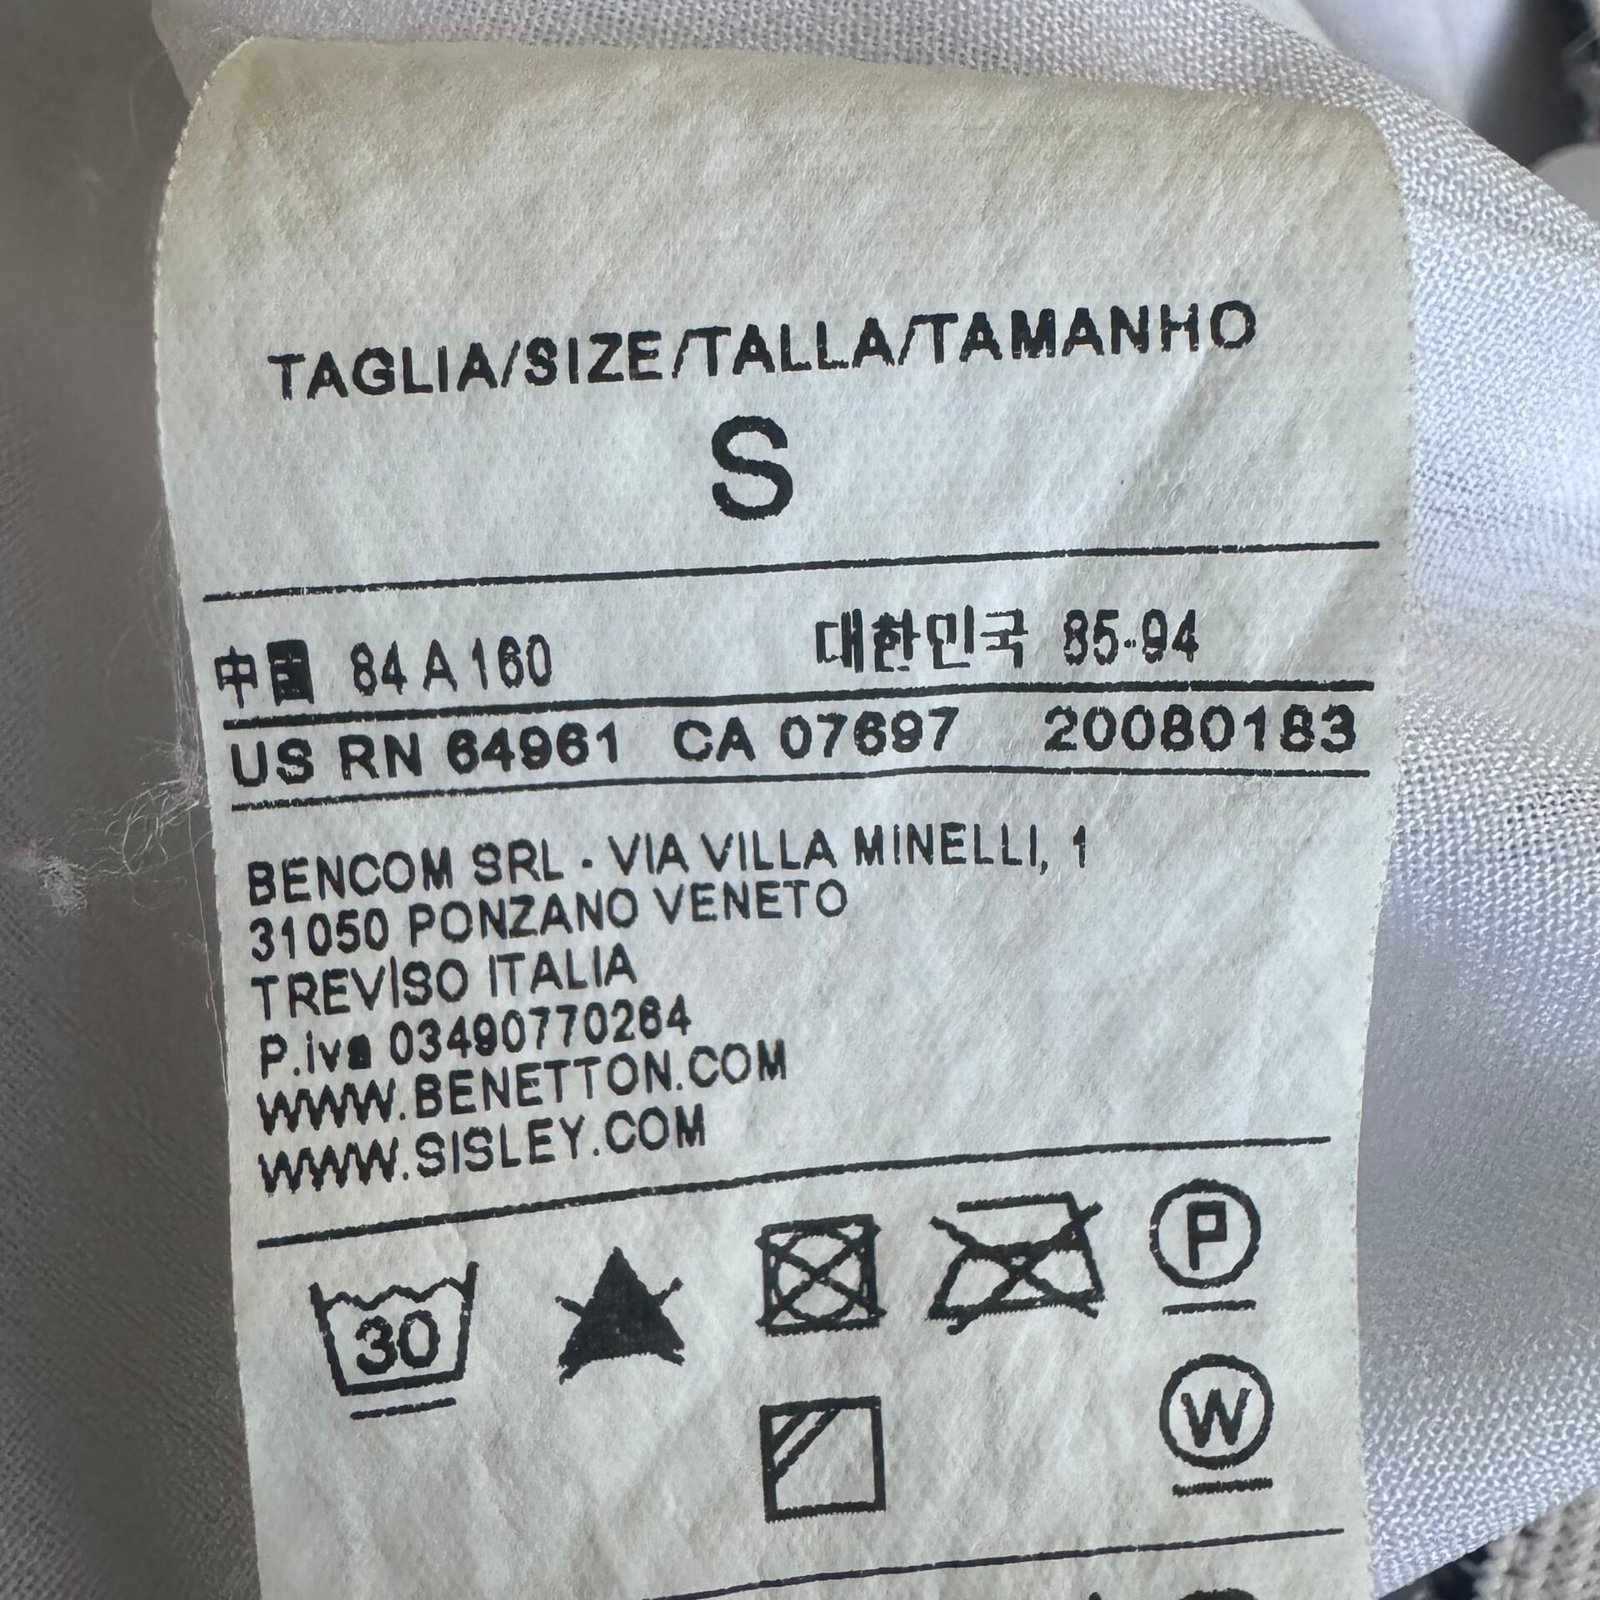 TAGLIA/SIZE/TALLA/TAMANHO
S
中国 84 A 160 대한민국 85-94
US RN 64961 CA 07697 20080183
BENCOM SRL - VIA VILLA MINELLI, 1
31050 PONZANO VENETO
TREVISO ITALIA
P.iva 03490770264
WWW.BENETTON.COM
WWW.SISLEY.COM
P
30
W